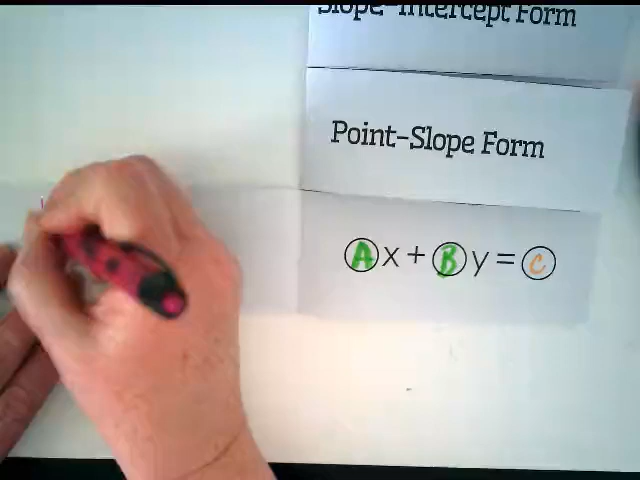 Slope-Intercept Form
Point-Slope Form
Ax + By = C